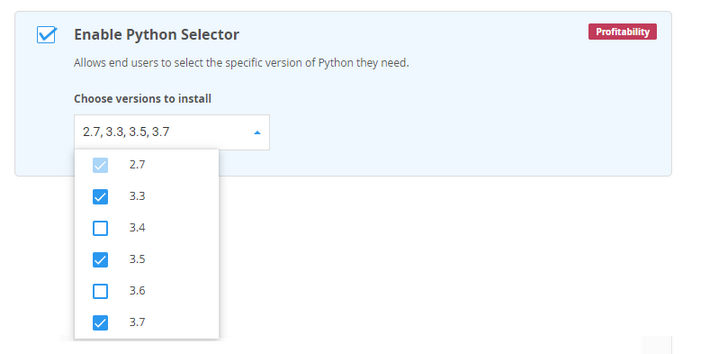 Enable Python Selector
Profitability
Allows end users to select the specific version of Python they need.
Choose versions to install
2.7, 3.3, 3.5, 3.7
2.7
3.3
3.4
3.5
3.6
3.7